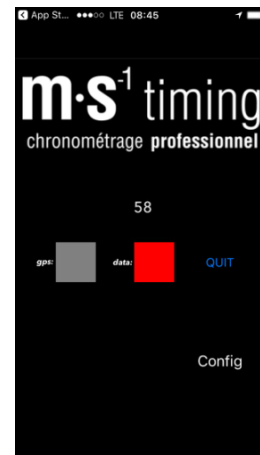 App St... LTE 08:45
m·s-1 timing
chronométrage professionnel
58
gps: data: QUIT
Config